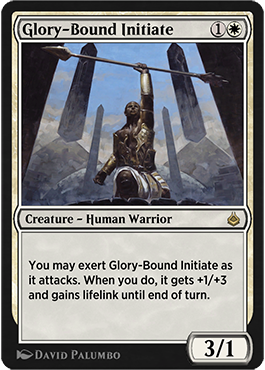 Glory-Bound Initiate 1
Creature – Human Warrior
You may exert Glory-Bound Initiate as
it attacks. When you do, it gets +1/+3
and gains lifelink until end of turn.
3/1
DAVID PALUMBO